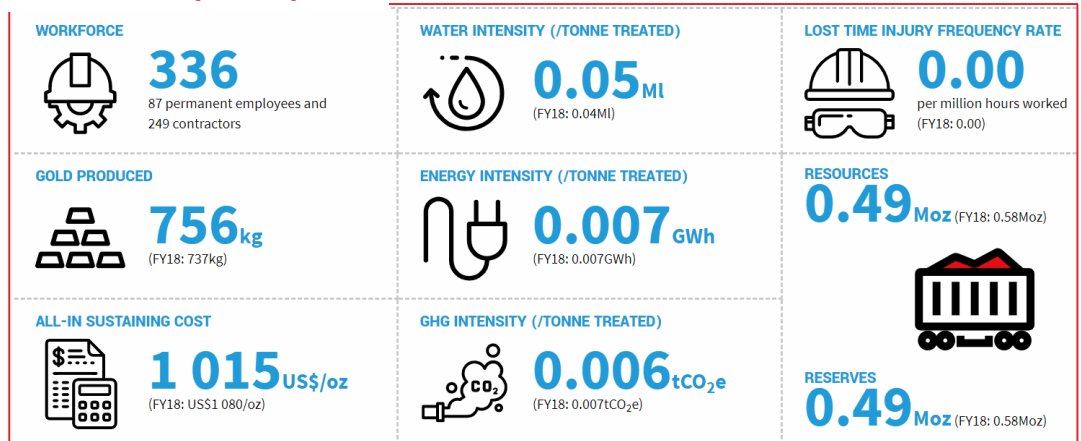 WORKFORCE
336
87 permanent employees and
249 contractors
WATER INTENSITY (/TONNE TREATED)
0.05Ml
(FY18: 0.04Ml)
LOST TIME INJURY FREQUENCY RATE
0.00
per million hours worked
(FY18: 0.00)
GOLD PRODUCED
756kg
(FY18: 737kg)
ENERGY INTENSITY (/TONNE TREATED)
0.007GWh
(FY18: 0.007GWh)
RESOURCES
0.49Moz (FY18: 0.58Moz)
ALL-IN SUSTAINING COST
$
1 015US$/oz
(FY18: US$1 080/oz)
GHG INTENSITY (/TONNE TREATED)
CO₂
0.006tCO₂e
(FY18: 0.007tCO₂e)
RESERVES
0.49Moz (FY18: 0.58Moz)